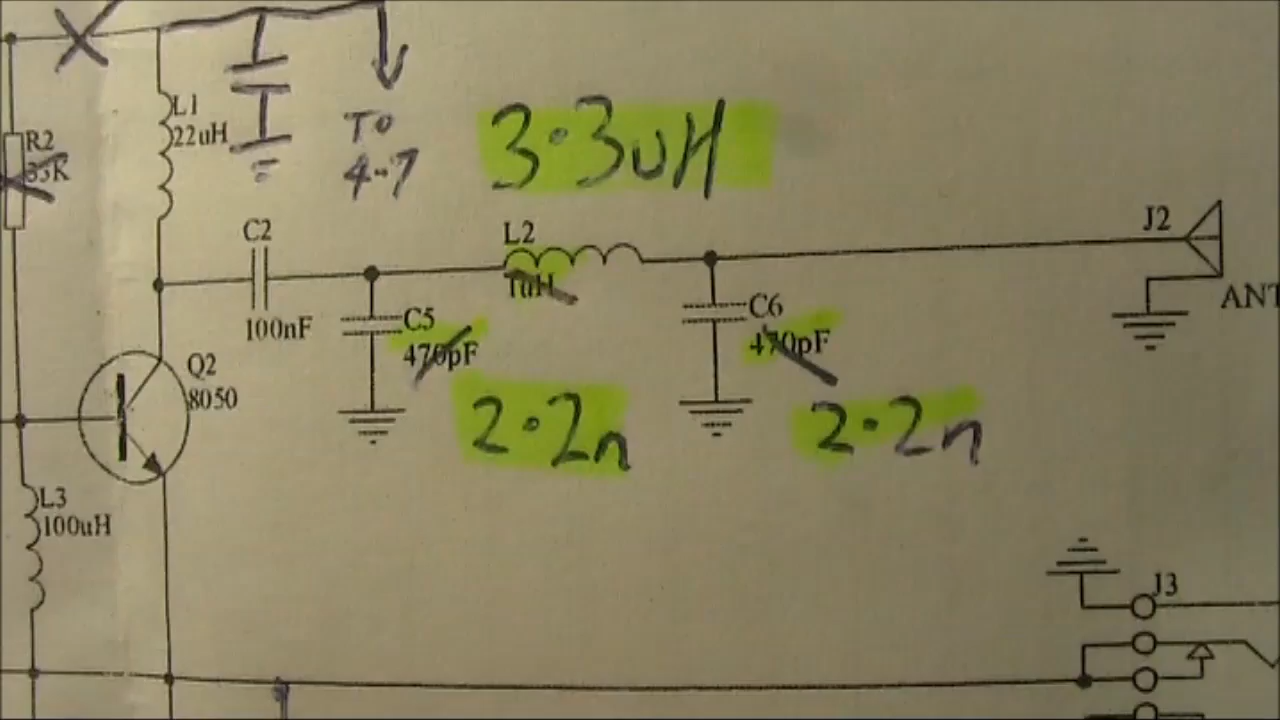 L1
22uH
R2
33K
TO
4.7
3.3uH
C2
100nF
L2
1uH
J2
ANT
C5
470pF
C6
470pF
Q2
8050
2.2n
2.2n
L3
100uH
J3